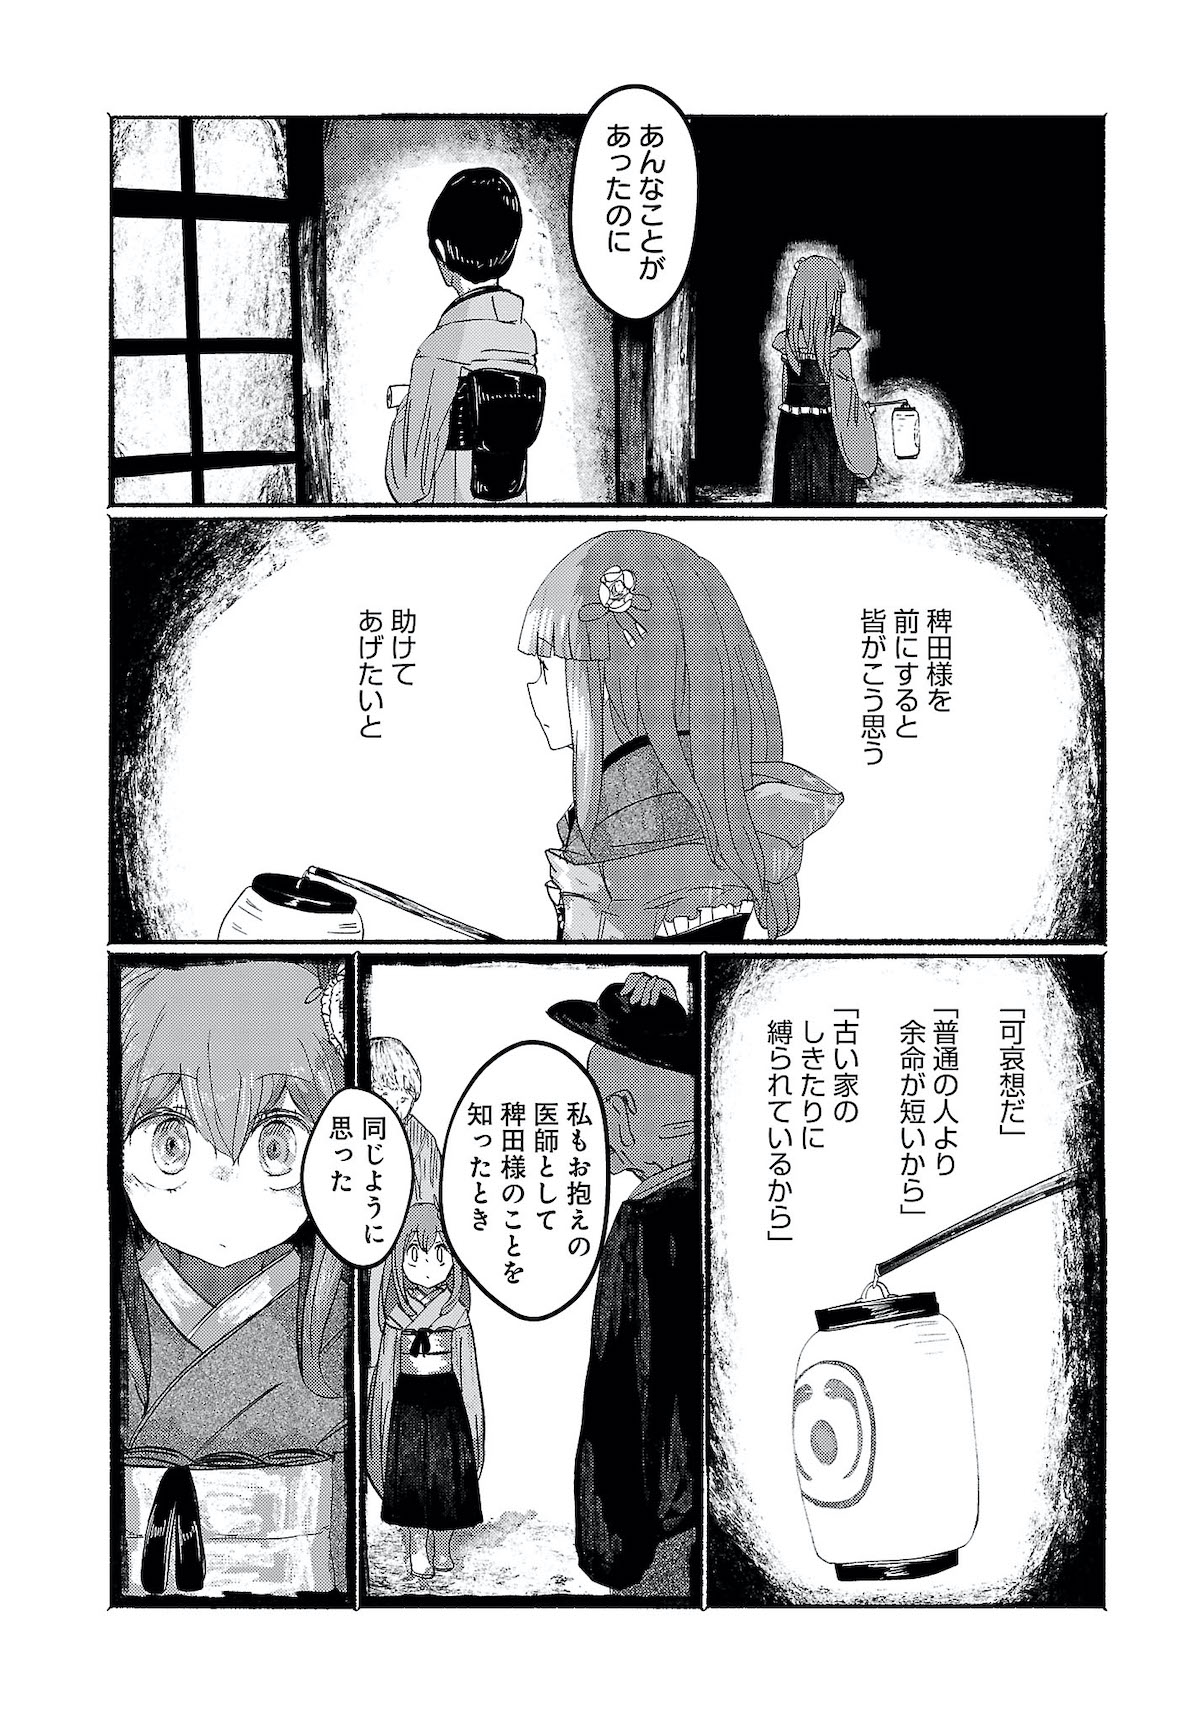 あんなことが
あったのに
稗田様を
前にすると
皆がこう思う
助けて
あげたいと
「可哀想だ」
「普通の人より
余命が短いから」
「古い家の
しきたりに
縛られているから」
私もお抱えの
医師として
稗田様のことを
知ったとき
同じように
思った